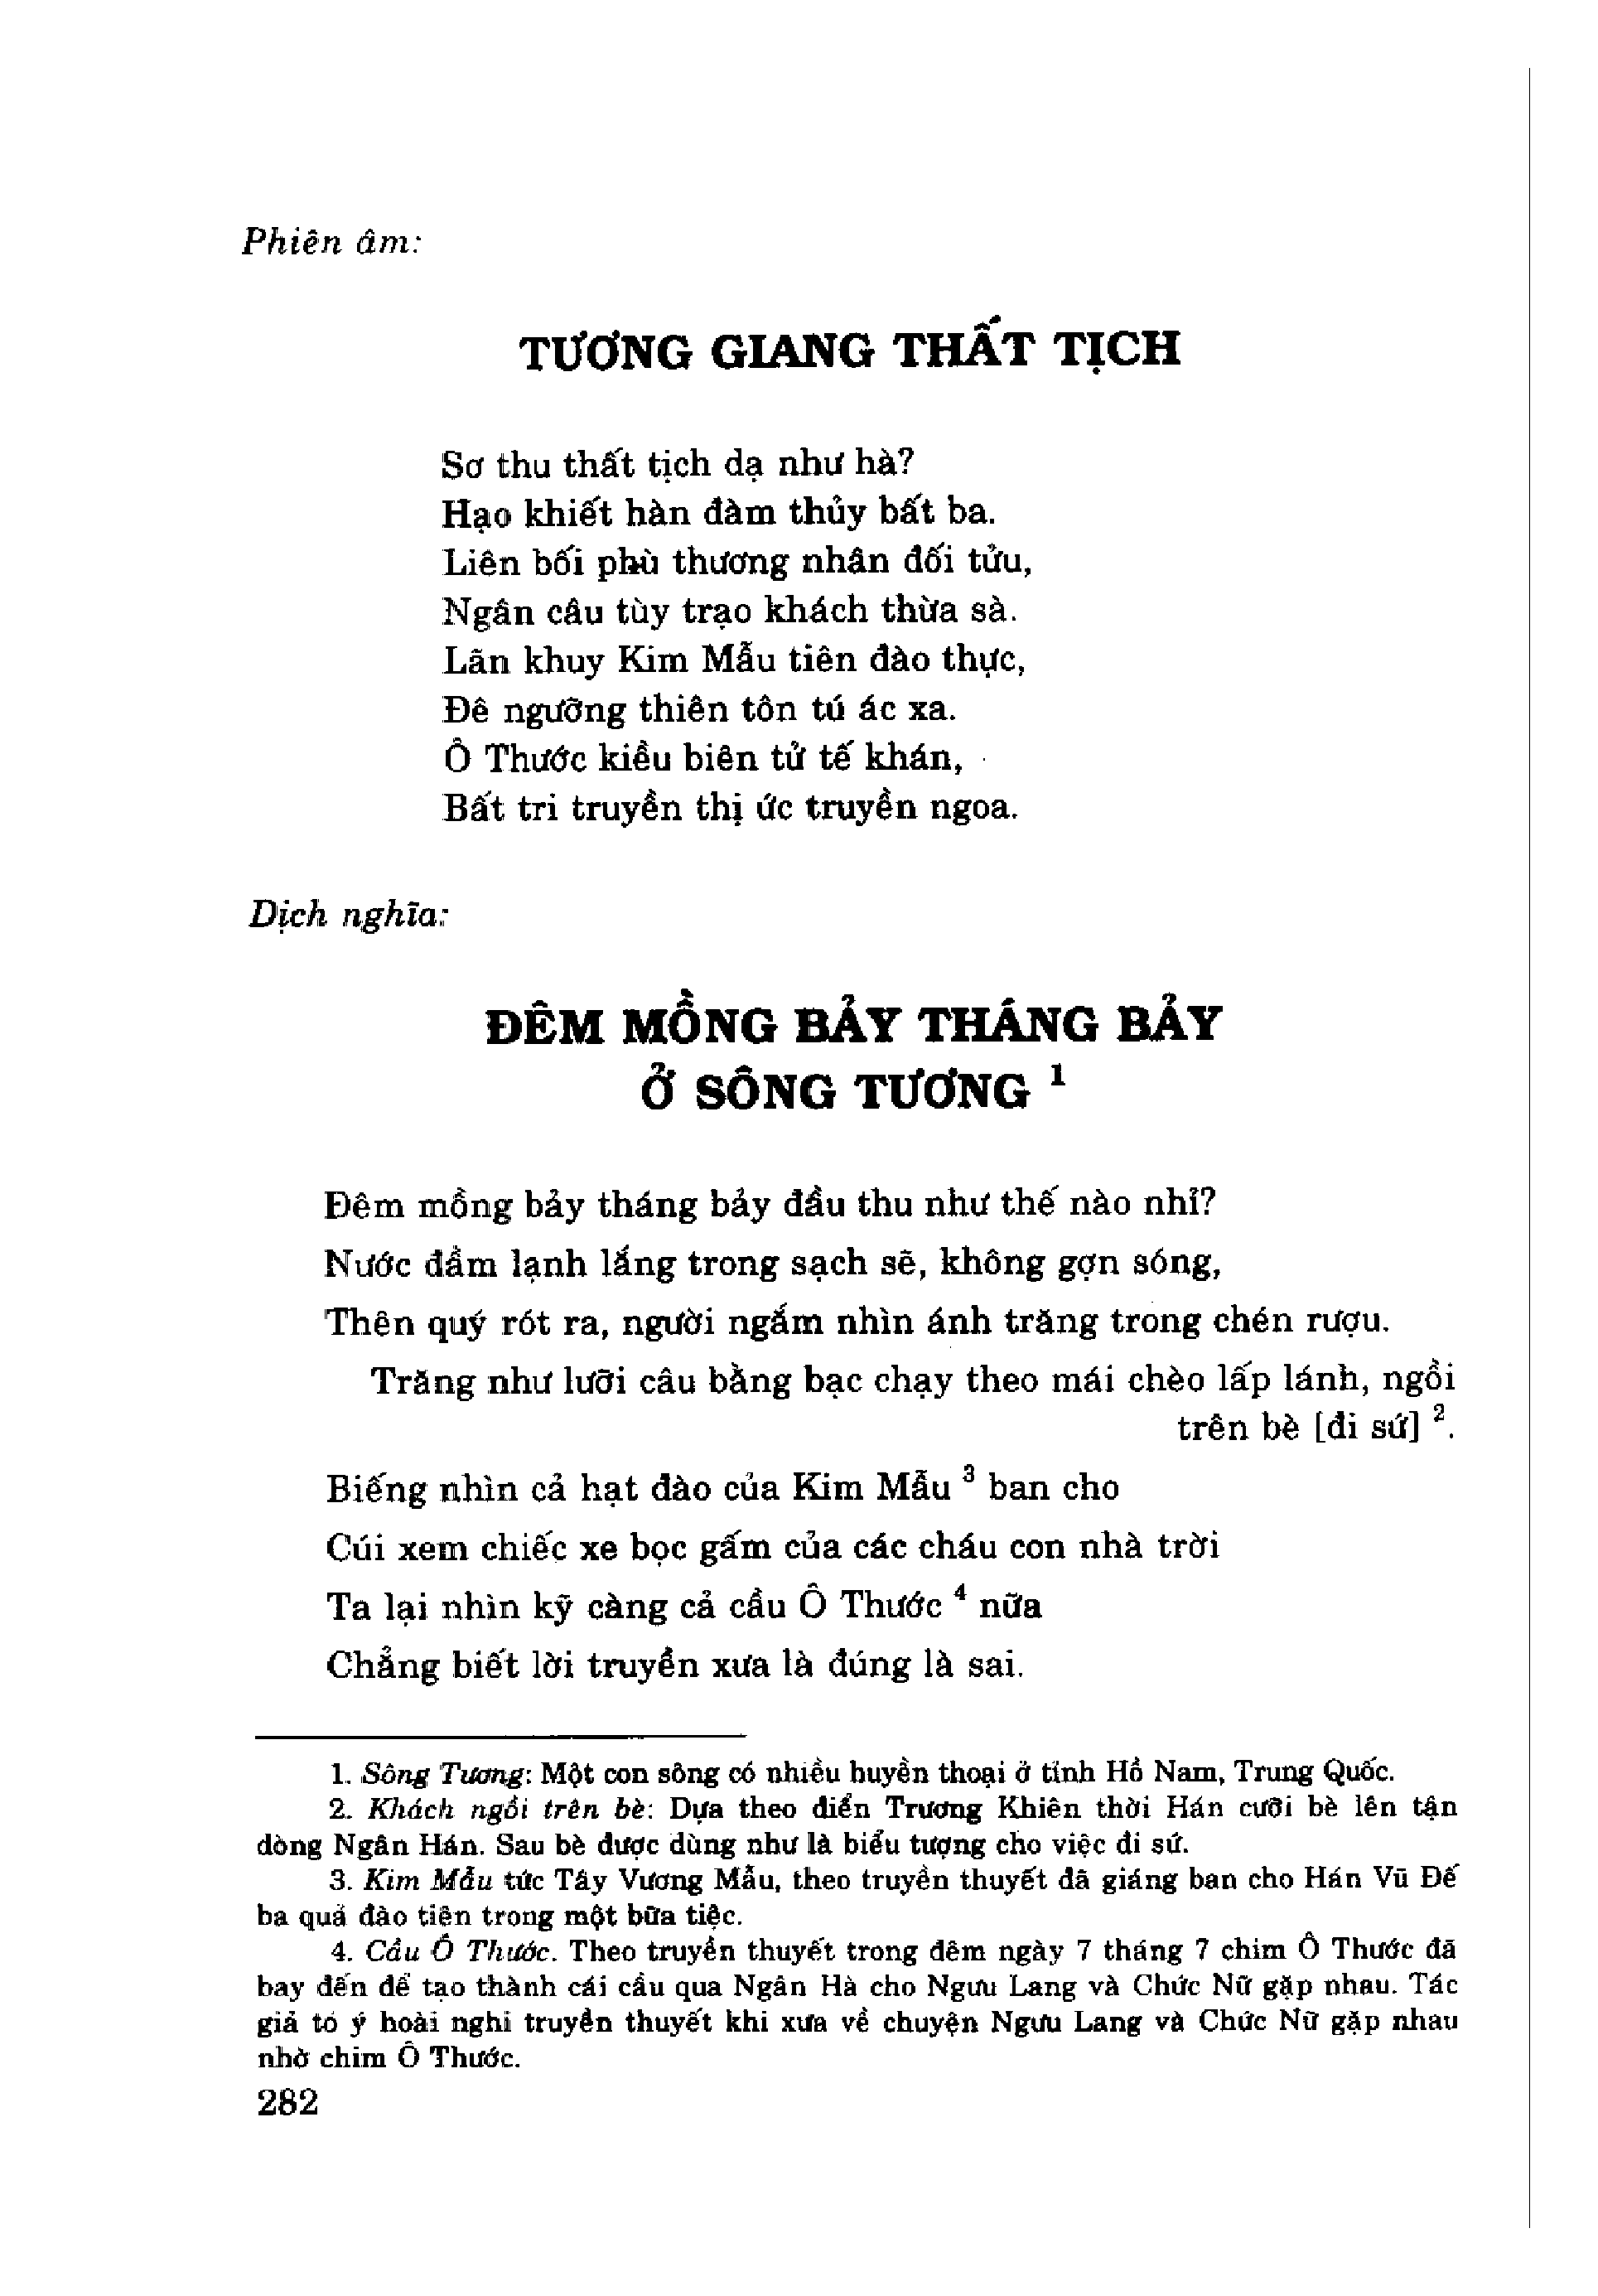 Phiên âm:
TƯƠNG GIANG THẤT TỊCH
Sơ thu thất tịch dạ như hà?
Hạo khiết hàn đàm thủy bất ba.
Liên bối phù thương nhân đối tửu,
Ngân câu tùy trạo khách thừa sà.
Lãn khuy Kim Mẫu tiên đào thực,
Đê ngưỡng thiên tôn tú ác xa.
Ô Thước kiều biên tử tế khán,
Bất tri truyền thị ức truyền ngoa.
Dịch nghĩa:
ĐÊM MỒNG BẢY THÁNG BẢY
Ở SÔNG TƯƠNG ¹
Đêm mồng bảy tháng bảy đầu thu như thế nào nhỉ?
Nước đầm lạnh lắng trong sạch sẽ, không gợn sóng,
Thên quý rót ra, người ngắm nhìn ánh trăng trong chén rượu.
Trăng như lưỡi câu bằng bạc chạy theo mái chèo lấp lánh, ngồi
trên bè [đi sứ] ².
Biếng nhìn cả hạt đào của Kim Mẫu ³ ban cho
Cúi xem chiếc xe bọc gấm của các cháu con nhà trời
Ta lại nhìn kỹ càng cả cầu Ô Thước ⁴ nữa
Chẳng biết lời truyền xưa là đúng là sai.
1. Sông Tương: Một con sông có nhiều huyền thoại ở tỉnh Hồ Nam, Trung Quốc.
2. Khách ngồi trên bè: Dựa theo điển Trương Khiên thời Hán cưỡi bè lên tận
dòng Ngân Hán. Sau bè được dùng như là biểu tượng cho việc đi sứ.
3. Kim Mẫu tức Tây Vương Mẫu, theo truyền thuyết đã giáng ban cho Hán Vũ Đế
ba quả đào tiên trong một bữa tiệc.
4. Cầu Ô Thước. Theo truyền thuyết trong đêm ngày 7 tháng 7 chim Ô Thước đã
bay đến để tạo thành cái cầu qua Ngân Hà cho Ngưu Lang và Chức Nữ gặp nhau. Tác
giả tỏ ý hoài nghi truyền thuyết khi xưa về chuyện Ngưu Lang và Chức Nữ gặp nhau
nhờ chim Ô Thước.
282